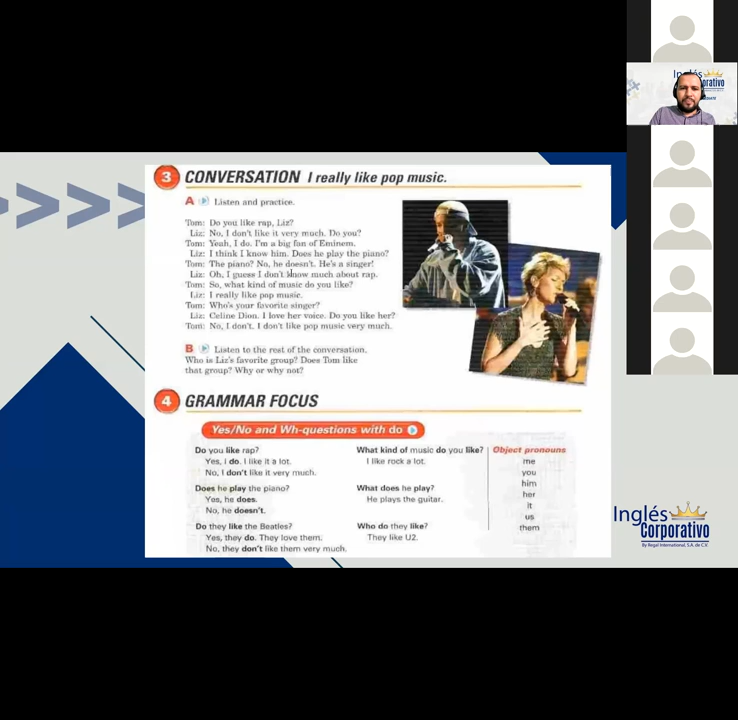 3 CONVERSATION I really like pop music.
A Listen and practice.
Tom: Do you like rap, Liz?
Liz: No, I don't like it very much. Do you?
Tom: Yeah, I do. I'm a big fan of Eminem.
Liz: I think I know him. Does he play the piano?
Tom: The piano? No, he doesn't. He's a singer!
Liz: Oh, I guess I don't know much about rap.
Tom: So, what kind of music do you like?
Liz: I really like pop music.
Tom: Who's your favorite singer?
Liz: Celine Dion. I love her voice. Do you like her?
Tom: No, I don't. I don't like pop music very much.
B Listen to the rest of the conversation.
Who is Liz's favorite group? Does Tom like
that group? Why or why not?
4 GRAMMAR FOCUS
Yes/No and Wh-questions with do
Do you like rap?
Yes, I do. I like it a lot.
No, I don't like it very much.
Does he play the piano?
Yes, he does.
No, he doesn't.
Do they like the Beatles?
Yes, they do. They love them.
No, they don't like them very much.
What kind of music do you like?
I like rock a lot.
What does he play?
He plays the guitar.
Who do they like?
They like U2.
Object pronouns
me
you
him
her
it
us
them
Inglés
Corporativo
By Regal International, S.A. de C.V.